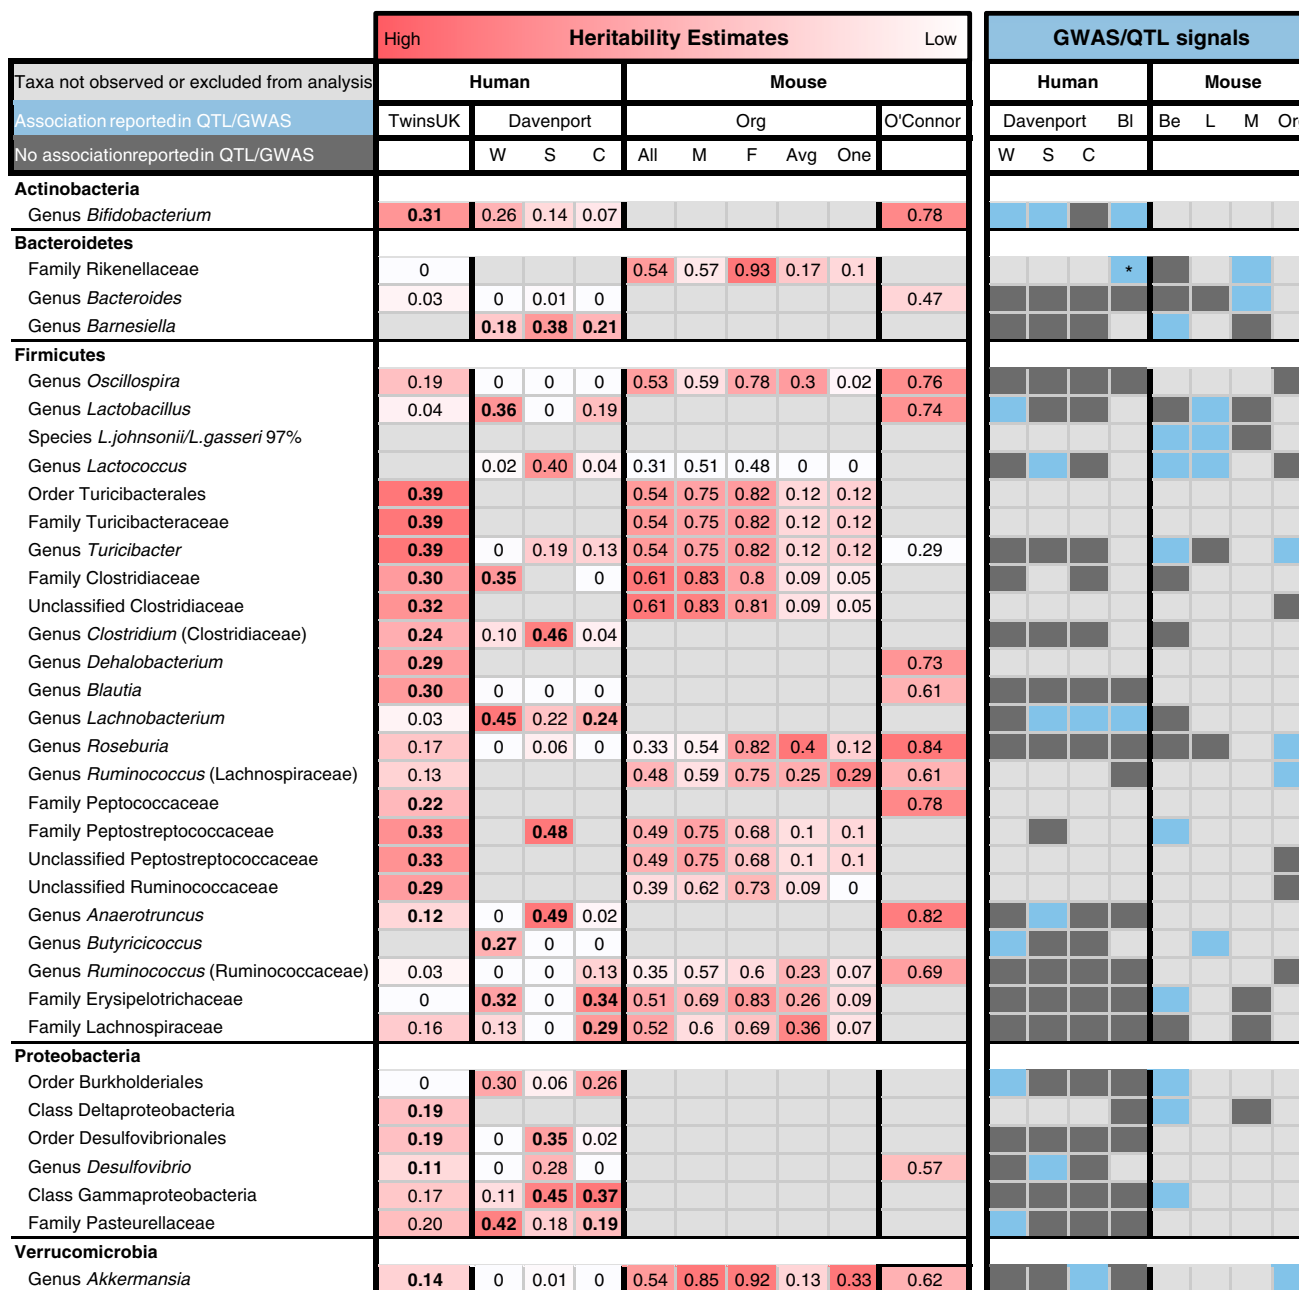 High Heritability Estimates Low GWAS/QTL signals
Taxa not observed or excluded from analysis Human Mouse Human Mouse
Association reportedin QTL/GWAS TwinsUK Davenport Org O'Connor Davenport Bl Be L M Or
No associationreportedin QTL/GWAS W S C All M F Avg One W S C
Actinobacteria
Genus Bifidobacterium 0.31 0.26 0.14 0.07 0.78
Bacteroidetes
Family Rikenellaceae 0 0.54 0.57 0.93 0.17 0.1 *
Genus Bacteroides 0.03 0 0.01 0 0.47
Genus Barnesiella 0.18 0.38 0.21
Firmicutes
Genus Oscillospira 0.19 0 0 0 0.53 0.59 0.78 0.3 0.02 0.76
Genus Lactobacillus 0.04 0.36 0 0.19 0.74
Species L.johnsonii/L.gasseri 97%
Genus Lactococcus 0.02 0.40 0.04 0.31 0.51 0.48 0 0
Order Turicibacterales 0.39 0.54 0.75 0.82 0.12 0.12
Family Turicibacteraceae 0.39 0.54 0.75 0.82 0.12 0.12
Genus Turicibacter 0.39 0 0.19 0.13 0.54 0.75 0.82 0.12 0.12 0.29
Family Clostridiaceae 0.30 0.35 0 0.61 0.83 0.8 0.09 0.05
Unclassified Clostridiaceae 0.32 0.61 0.83 0.81 0.09 0.05
Genus Clostridium (Clostridiaceae) 0.24 0.10 0.46 0.04
Genus Dehalobacterium 0.29 0.73
Genus Blautia 0.30 0 0 0 0.61
Genus Lachnobacterium 0.03 0.45 0.22 0.24
Genus Roseburia 0.17 0 0.06 0 0.33 0.54 0.82 0.4 0.12 0.84
Genus Ruminococcus (Lachnospiraceae) 0.13 0.48 0.59 0.75 0.25 0.29 0.61
Family Peptococcaceae 0.22 0.78
Family Peptostreptococcaceae 0.33 0.48 0.49 0.75 0.68 0.1 0.1
Unclassified Peptostreptococcaceae 0.33 0.49 0.75 0.68 0.1 0.1
Unclassified Ruminococcaceae 0.29 0.39 0.62 0.73 0.09 0
Genus Anaerotruncus 0.12 0 0.49 0.02 0.82
Genus Butyricicoccus 0.27 0 0
Genus Ruminococcus (Ruminococcaceae) 0.03 0 0 0.13 0.35 0.57 0.6 0.23 0.07 0.69
Family Erysipelotrichaceae 0 0.32 0 0.34 0.51 0.69 0.83 0.26 0.09
Family Lachnospiraceae 0.16 0.13 0 0.29 0.52 0.6 0.69 0.36 0.07
Proteobacteria
Order Burkholderiales 0 0.30 0.06 0.26
Class Deltaproteobacteria 0.19
Order Desulfovibrionales 0.19 0 0.35 0.02
Genus Desulfovibrio 0.11 0 0.28 0 0.57
Class Gammaproteobacteria 0.17 0.11 0.45 0.37
Family Pasteurellaceae 0.20 0.42 0.18 0.19
Verrucomicrobia
Genus Akkermansia 0.14 0 0.01 0 0.54 0.85 0.92 0.13 0.33 0.62